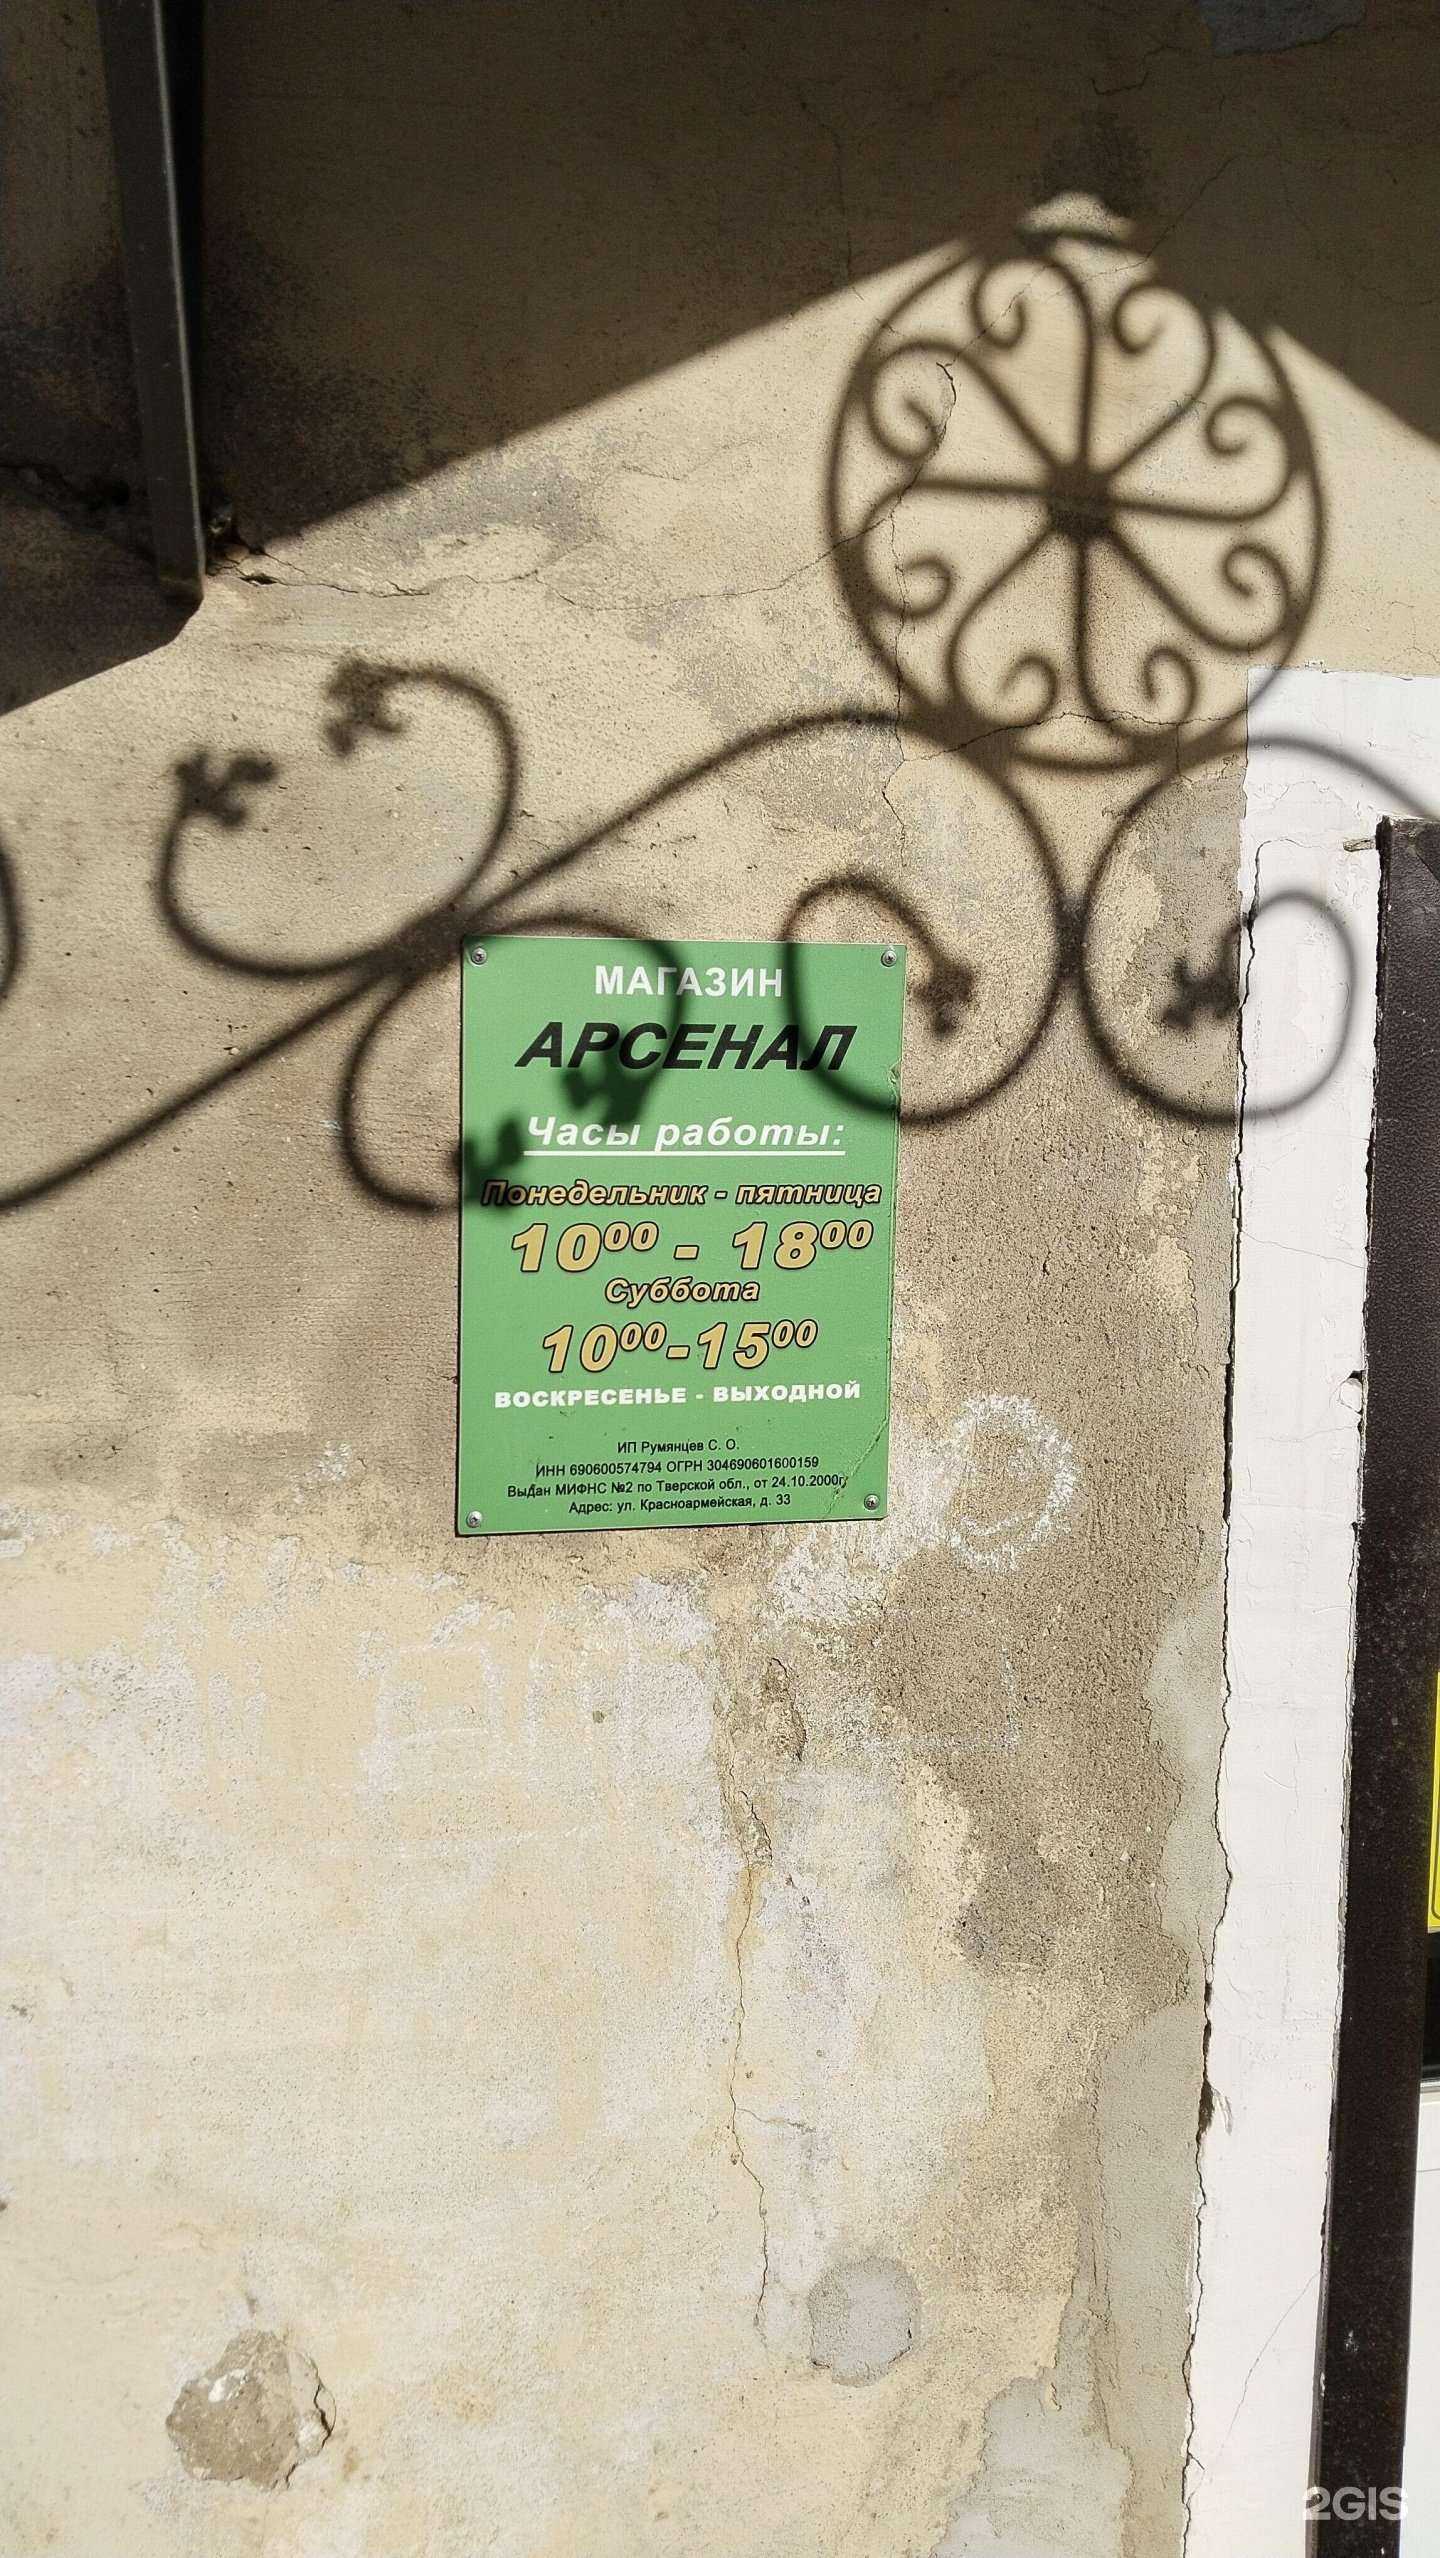 МАГАЗИН
АРСЕНАЛ
Часы работы:
Понедельник - пятница
10⁰⁰ - 18⁰⁰
Суббота
10⁰⁰-15⁰⁰
ВОСКРЕСЕНЬЕ - ВЫХОДНОЙ
ИП Румянцев С. О.
ИНН 690600574794 ОГРН 304690601600159
Выдан МИФНС №2 по Тверской обл., от 24.10.2000г.
Адрес: ул. Красноармейская, д. 33
2GIS